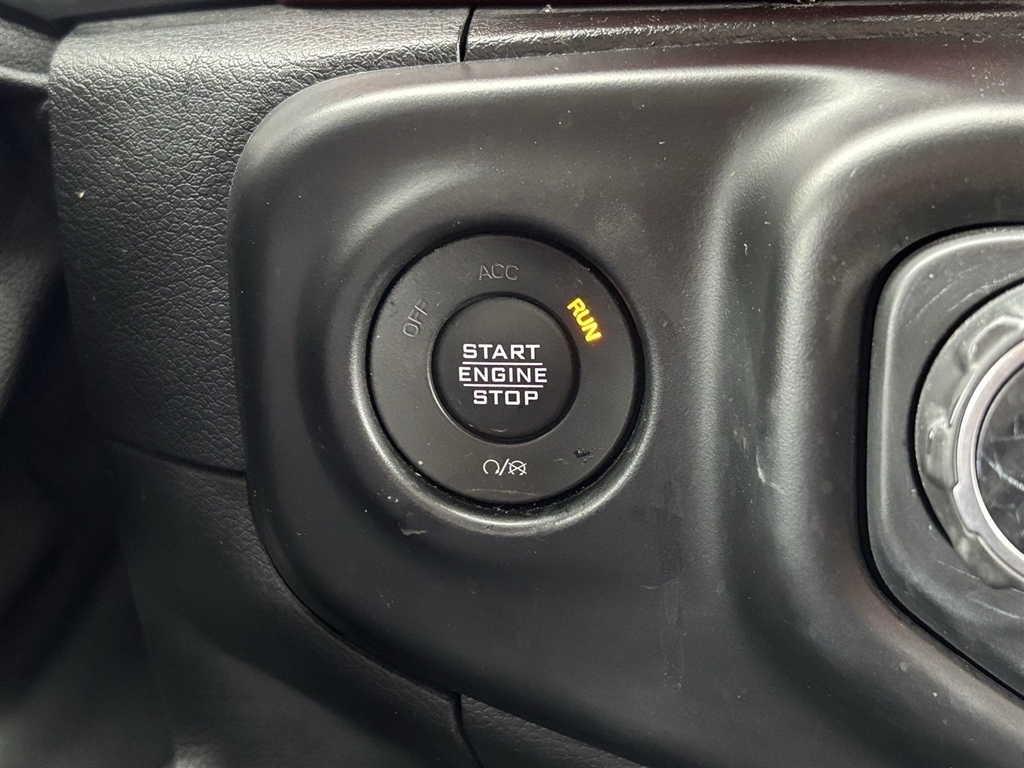 ACC
OFF
RUN
START
ENGINE
STOP